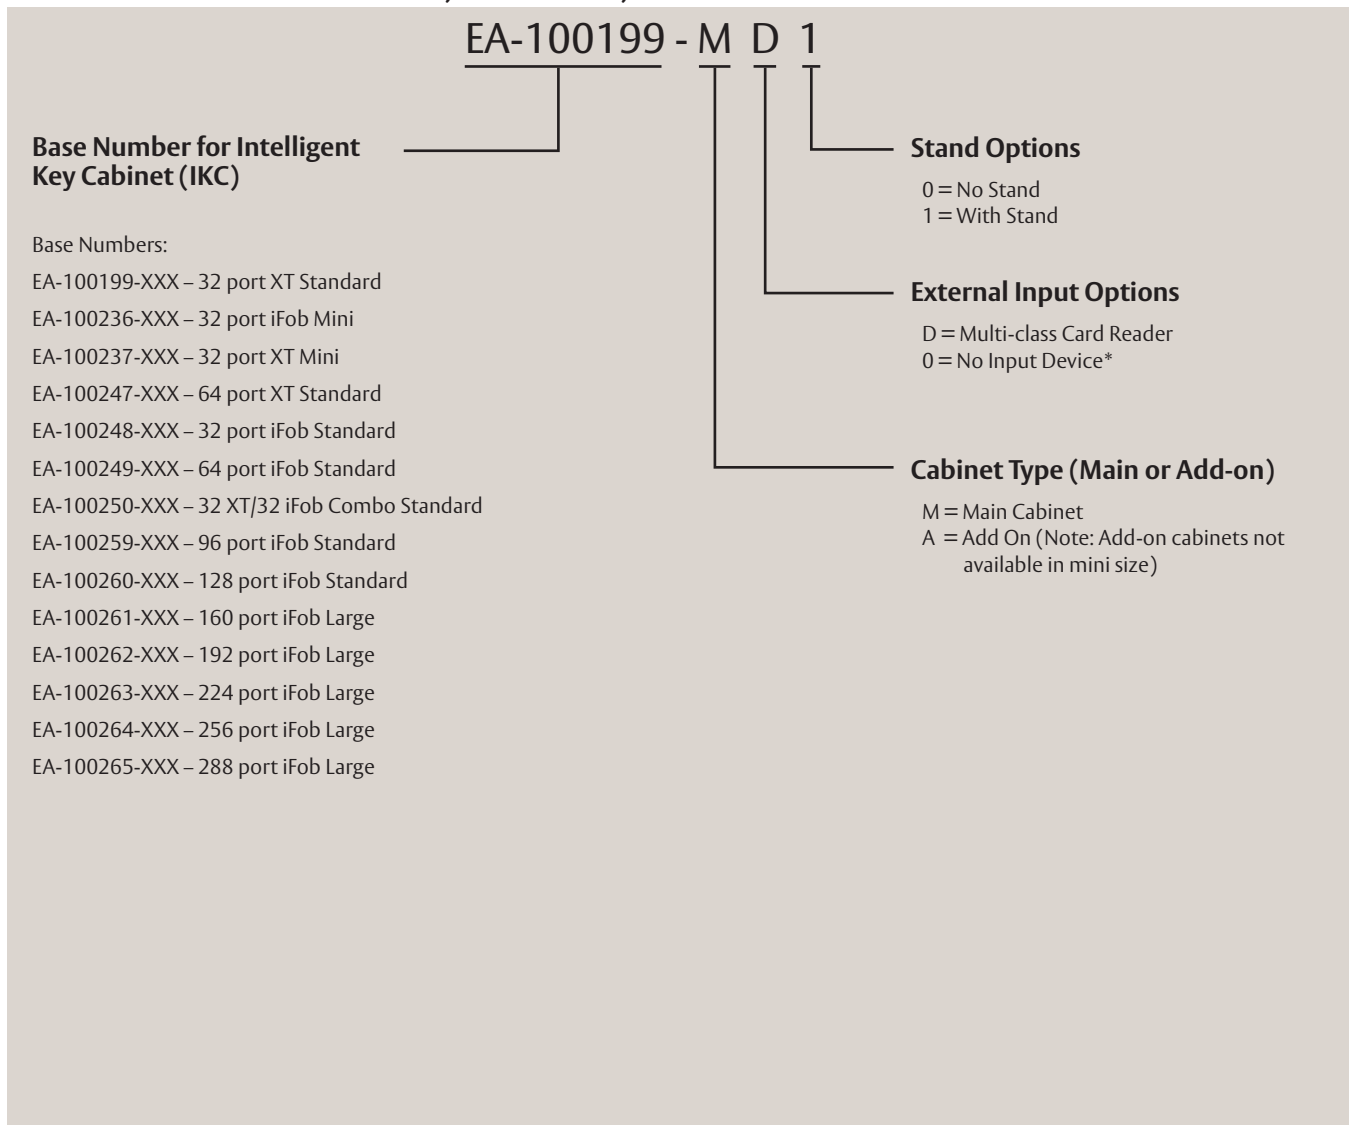 EA-100199 - M D 1
Base Number for Intelligent
Key Cabinet (IKC)
Base Numbers:
EA-100199-XXX – 32 port XT Standard
EA-100236-XXX – 32 port iFob Mini
EA-100237-XXX – 32 port XT Mini
EA-100247-XXX – 64 port XT Standard
EA-100248-XXX – 32 port iFob Standard
EA-100249-XXX – 64 port iFob Standard
EA-100250-XXX – 32 XT/32 iFob Combo Standard
EA-100259-XXX – 96 port iFob Standard
EA-100260-XXX – 128 port iFob Standard
EA-100261-XXX – 160 port iFob Large
EA-100262-XXX – 192 port iFob Large
EA-100263-XXX – 224 port iFob Large
EA-100264-XXX – 256 port iFob Large
EA-100265-XXX – 288 port iFob Large
Stand Options
0 = No Stand
1 = With Stand
External Input Options
D = Multi-class Card Reader
0 = No Input Device*
Cabinet Type (Main or Add-on)
M = Main Cabinet
A = Add On (Note: Add-on cabinets not
available in mini size)